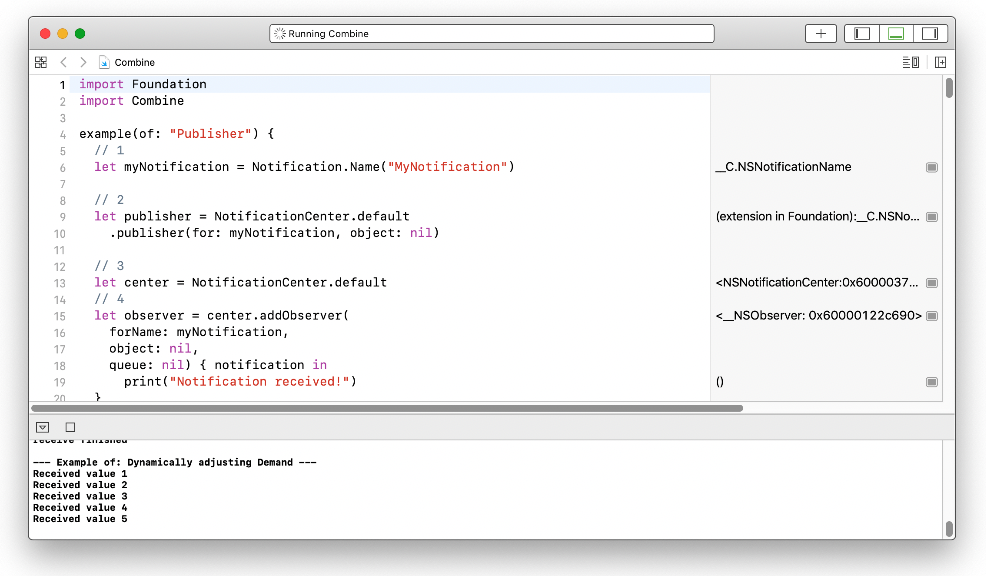 Running Combine
Combine
1 import Foundation
2 import Combine
3
4 example(of: "Publisher") {
5 // 1
6 let myNotification = Notification.Name("MyNotification") __C.NSNotificationName
7
8 // 2
9 let publisher = NotificationCenter.default (extension in Foundation):__C.NSNo...
10 .publisher(for: myNotification, object: nil)
11
12 // 3
13 let center = NotificationCenter.default <NSNotificationCenter:0x6000037...
14 // 4
15 let observer = center.addObserver( <__NSObserver: 0x60000122c690>
16 forName: myNotification,
17 object: nil,
18 queue: nil) { notification in
19 print("Notification received!") ()
20 }
receive finished
--- Example of: Dynamically adjusting Demand ---
Received value 1
Received value 2
Received value 3
Received value 4
Received value 5